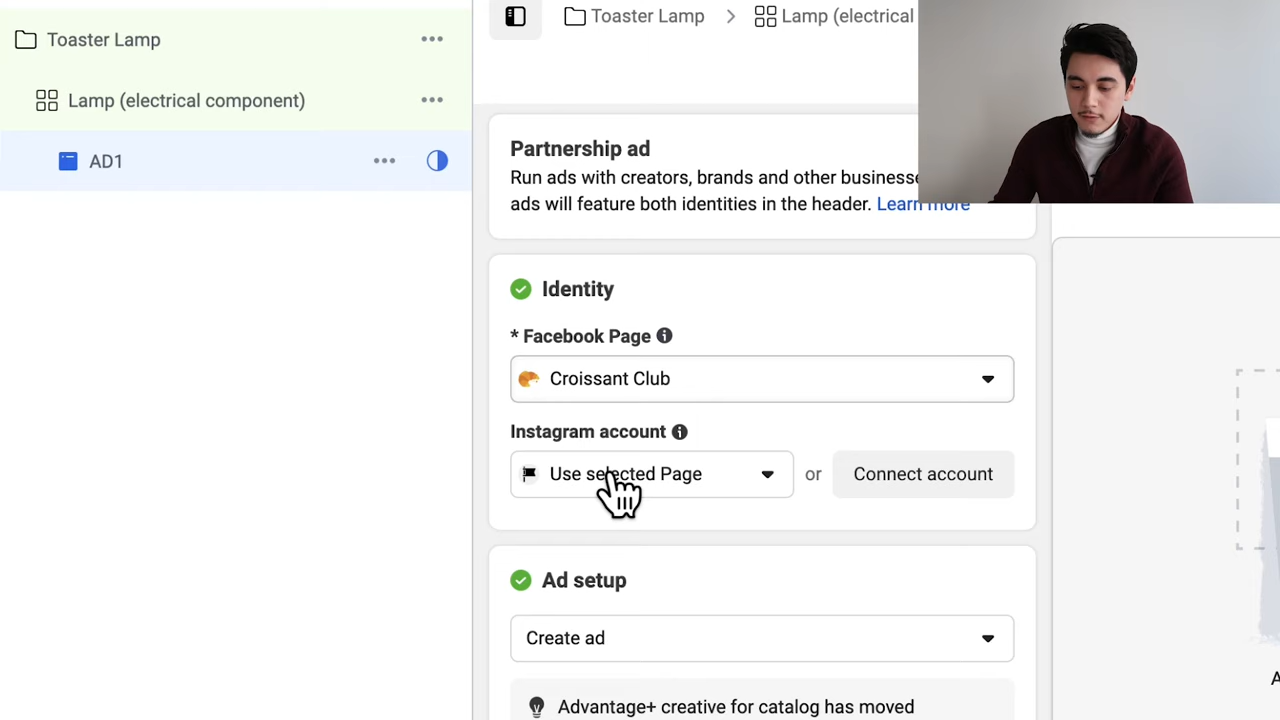 Toaster Lamp
Lamp (electrical component)
AD1
Toaster Lamp > Lamp (electrical
Partnership ad
Run ads with creators, brands and other businesse
ads will feature both identities in the header. Learn more
Identity
* Facebook Page
Croissant Club
Instagram account
Use selected Page or Connect account
Ad setup
Create ad
Advantage+ creative for catalog has moved
A